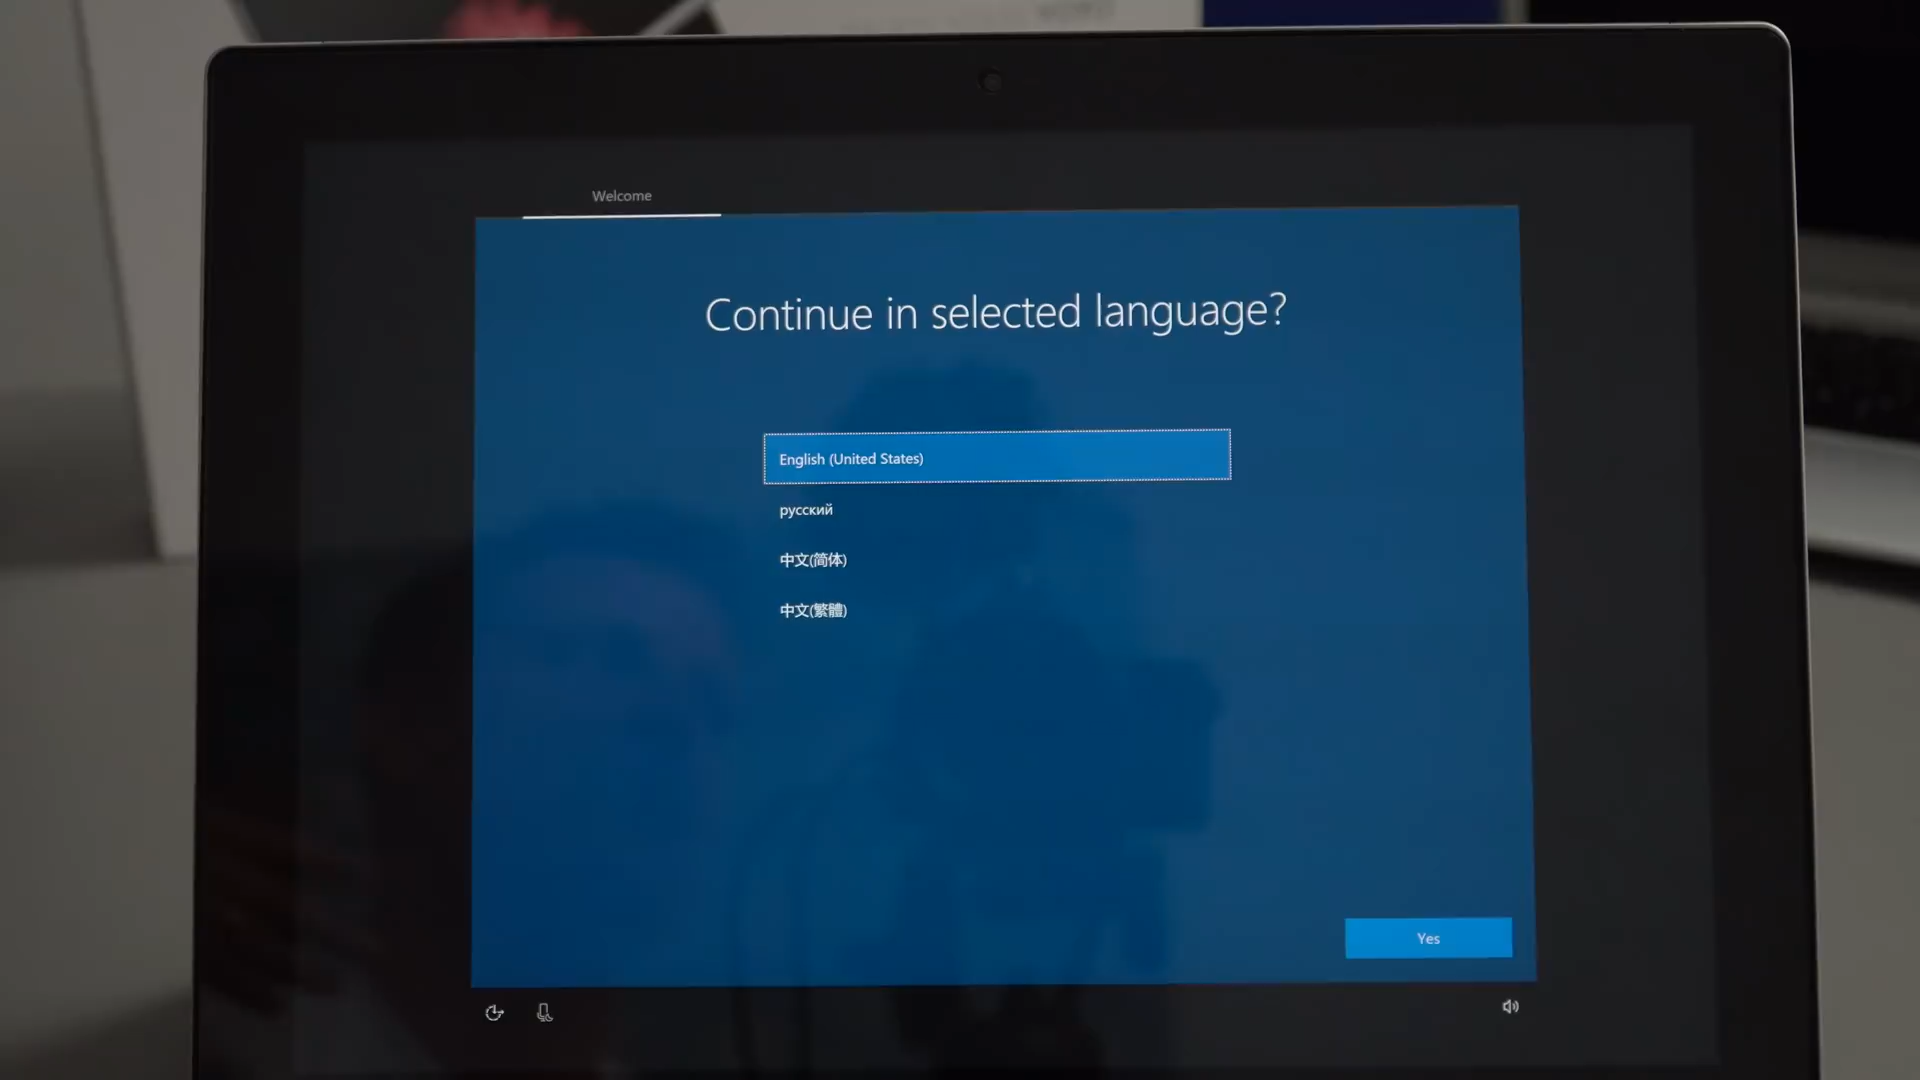 Welcome
Continue in selected language?
English (United States)
русский
中文(简体)
中文(繁體)
Yes